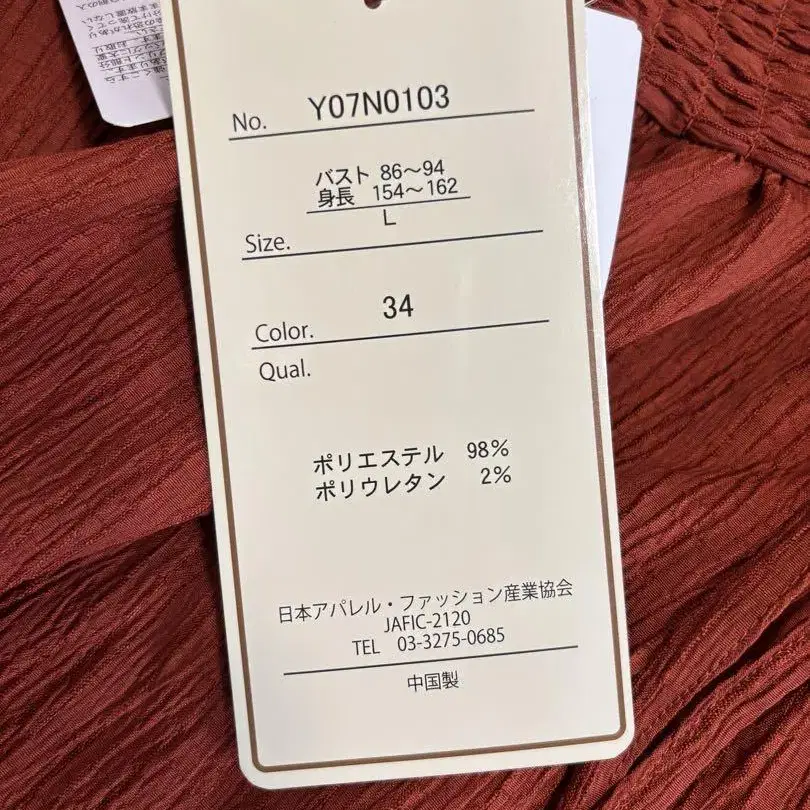 No. Y07N0103
バスト 86～94
身長 154～162
L
Size.
Color. 34
Qual.
ポリエステル 98%
ポリウレタン 2%
日本アパレル・ファッション産業協会
JAFIC-2120
TEL 03-3275-0685
中国製